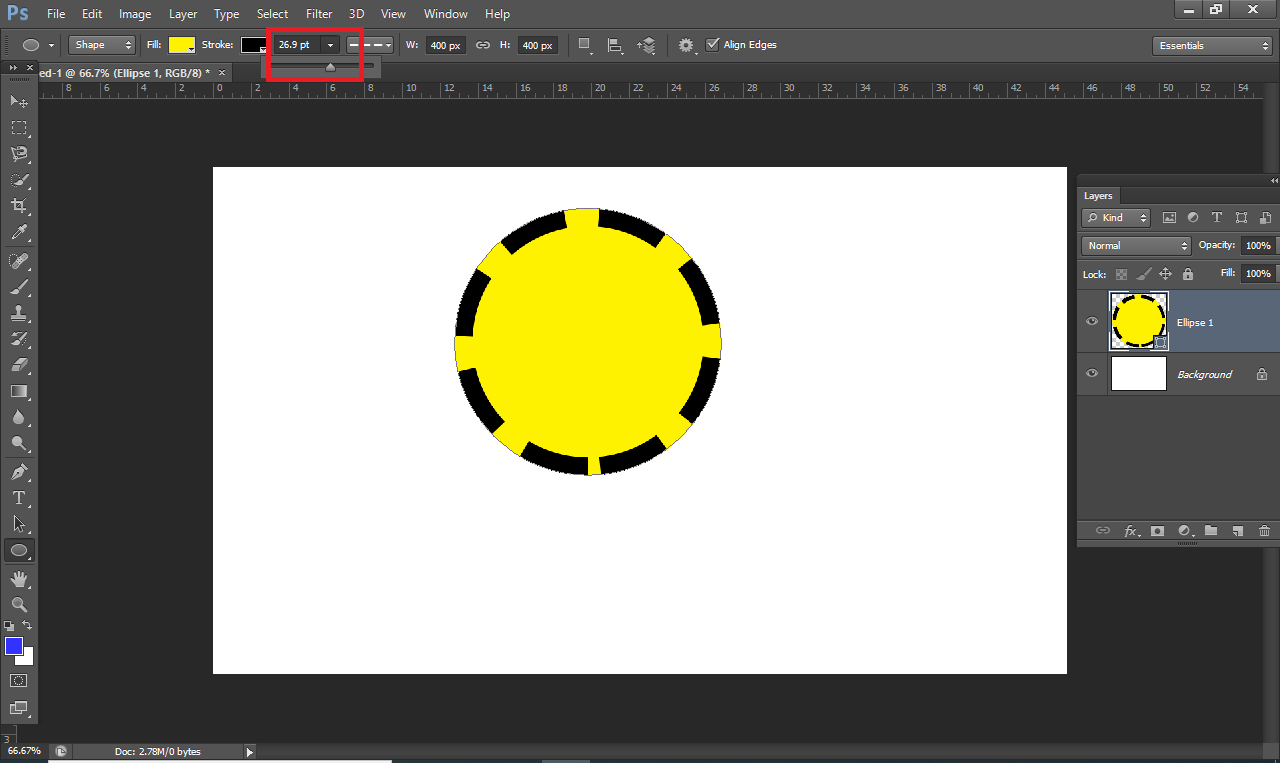 Ps File Edit Image Layer Type Select Filter 3D View Window Help
Shape Fill: Stroke: 26.9 pt W: 400 px H: 400 px Align Edges Essentials
ed-1 @ 66.7% (Ellipse 1, RGB/8) * ×
8 6 4 2 0 2 4 6 8 10 12 14 16 18 20 22 24 26 28 30 32 34 36 38 40 42 44 46 48 50 52 54
Layers
Kind
Normal Opacity: 100%
Lock: Fill: 100%
Ellipse 1
Background
fx
T
3
66.67% Doc: 2.78M/0 bytes